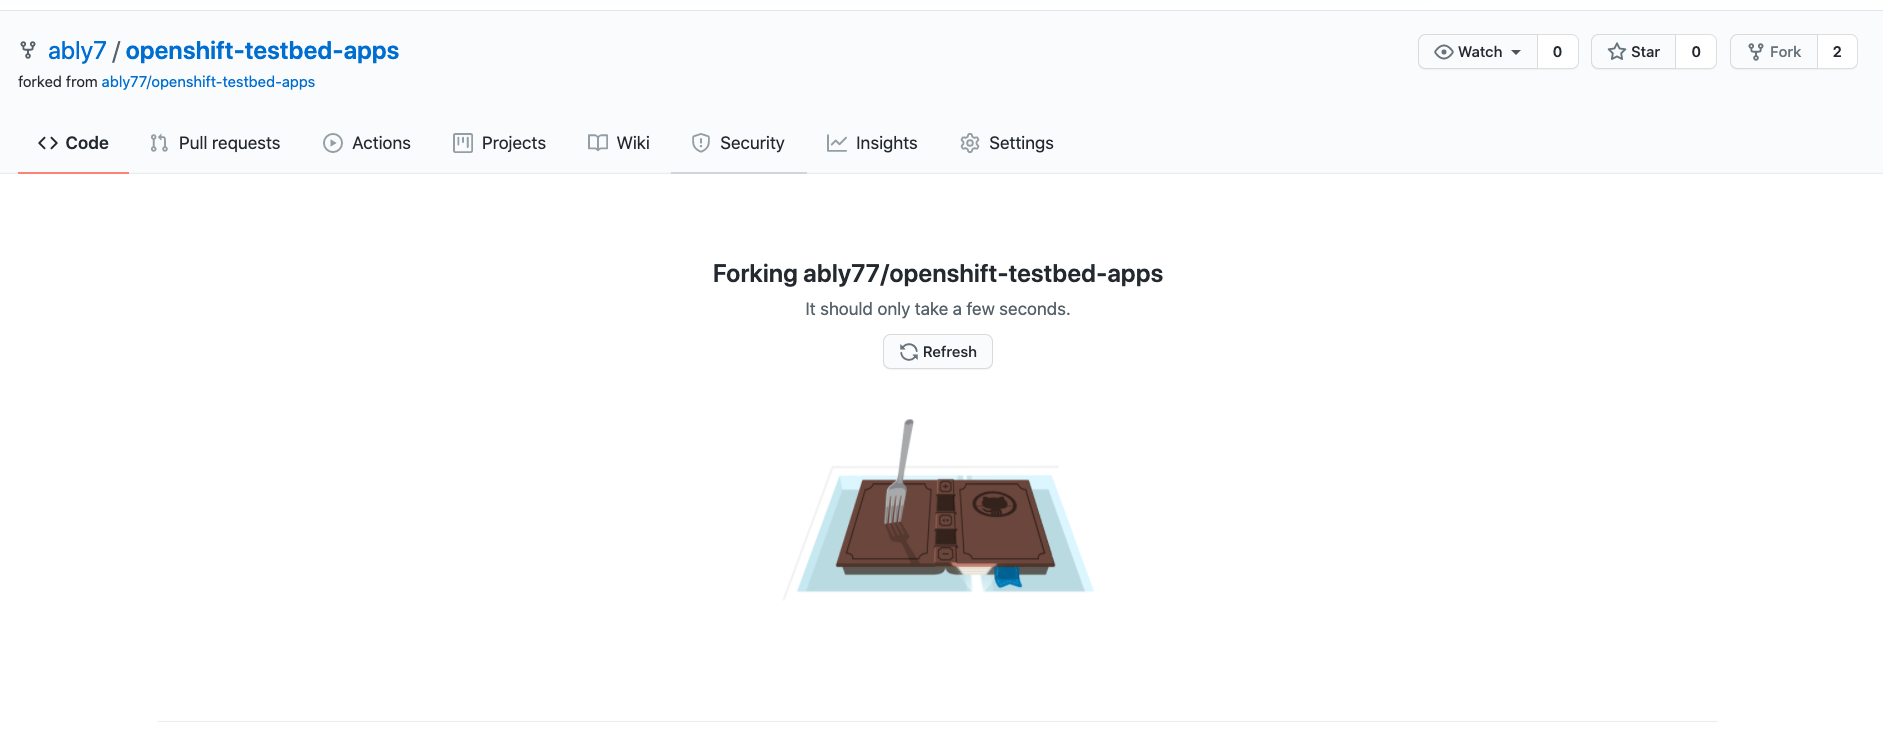 ably7 / openshift-testbed-apps
forked from ably77/openshift-testbed-apps
Watch 0 Star 0 Fork 2
Code Pull requests Actions Projects Wiki Security Insights Settings
Forking ably77/openshift-testbed-apps
It should only take a few seconds.
Refresh